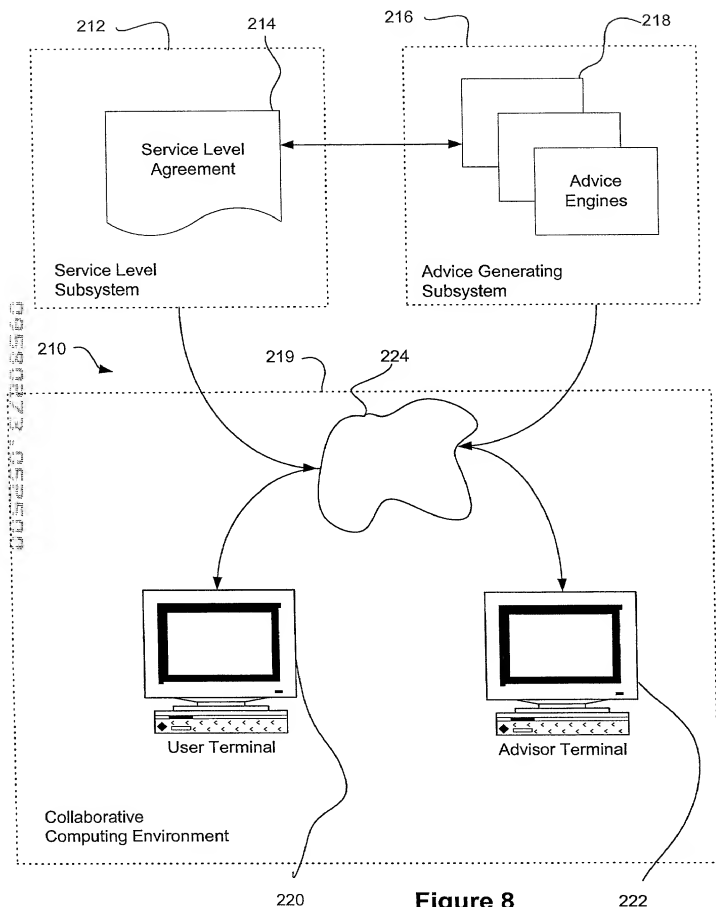 212
214
216
218
Service Level
Agreement
Advice
Engines
Service Level
Subsystem
Advice Generating
Subsystem
210
219
224
User Terminal
Advisor Terminal
Collaborative
Computing Environment
220
Figure 8
222